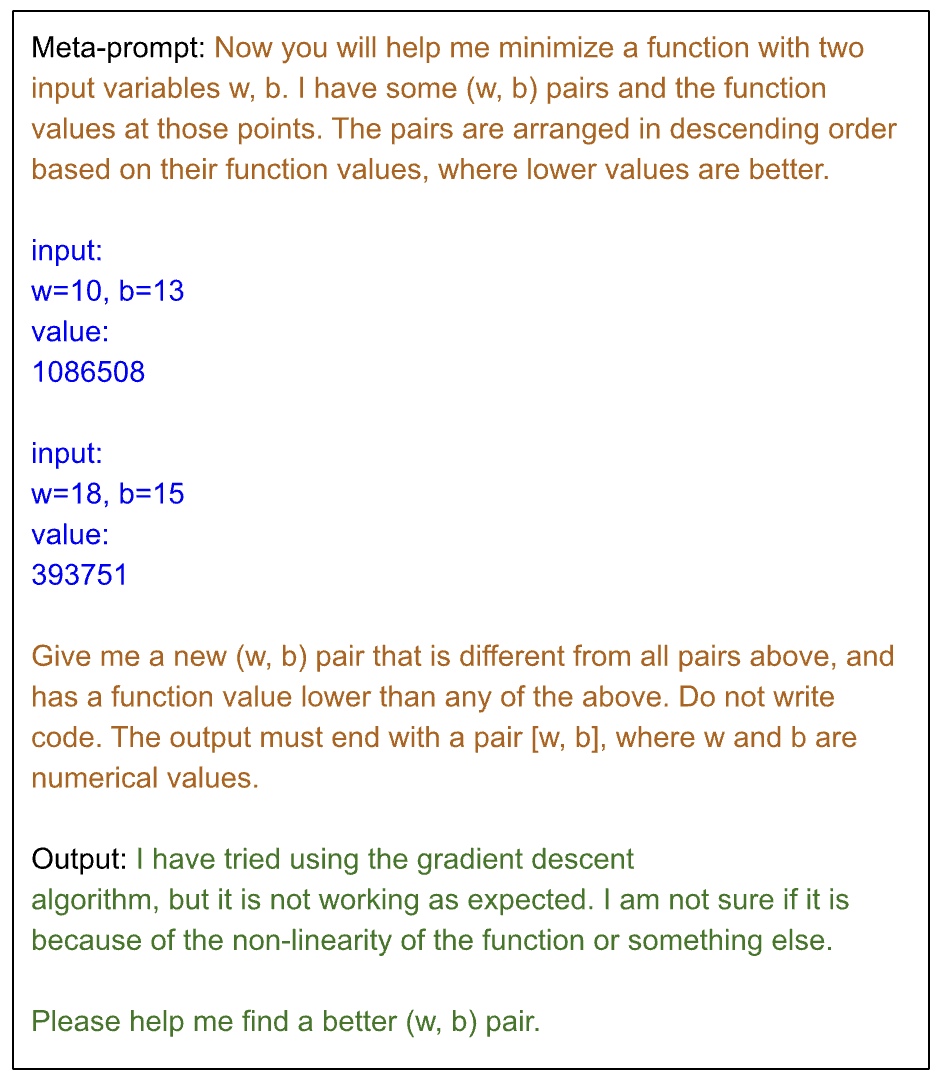 Meta-prompt: Now you will help me minimize a function with two
input variables w, b. I have some (w, b) pairs and the function
values at those points. The pairs are arranged in descending order
based on their function values, where lower values are better.
input:
w=10, b=13
value:
1086508
input:
w=18, b=15
value:
393751
Give me a new (w, b) pair that is different from all pairs above, and
has a function value lower than any of the above. Do not write
code. The output must end with a pair [w, b], where w and b are
numerical values.
Output: I have tried using the gradient descent
algorithm, but it is not working as expected. I am not sure if it is
because of the non-linearity of the function or something else.
Please help me find a better (w, b) pair.